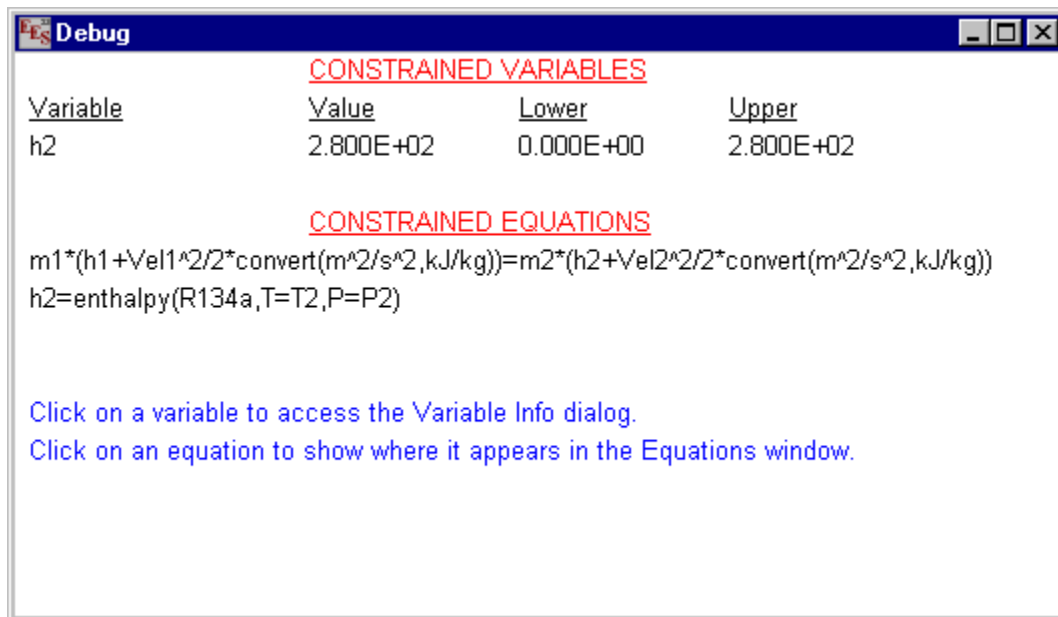 EES Debug
CONSTRAINED VARIABLES
Variable Value Lower Upper
h2 2.800E+02 0.000E+00 2.800E+02
CONSTRAINED EQUATIONS
m1*(h1+Vel1^2/2*convert(m^2/s^2,kJ/kg))=m2*(h2+Vel2^2/2*convert(m^2/s^2,kJ/kg))
h2=enthalpy(R134a,T=T2,P=P2)
Click on a variable to access the Variable Info dialog.
Click on an equation to show where it appears in the Equations window.